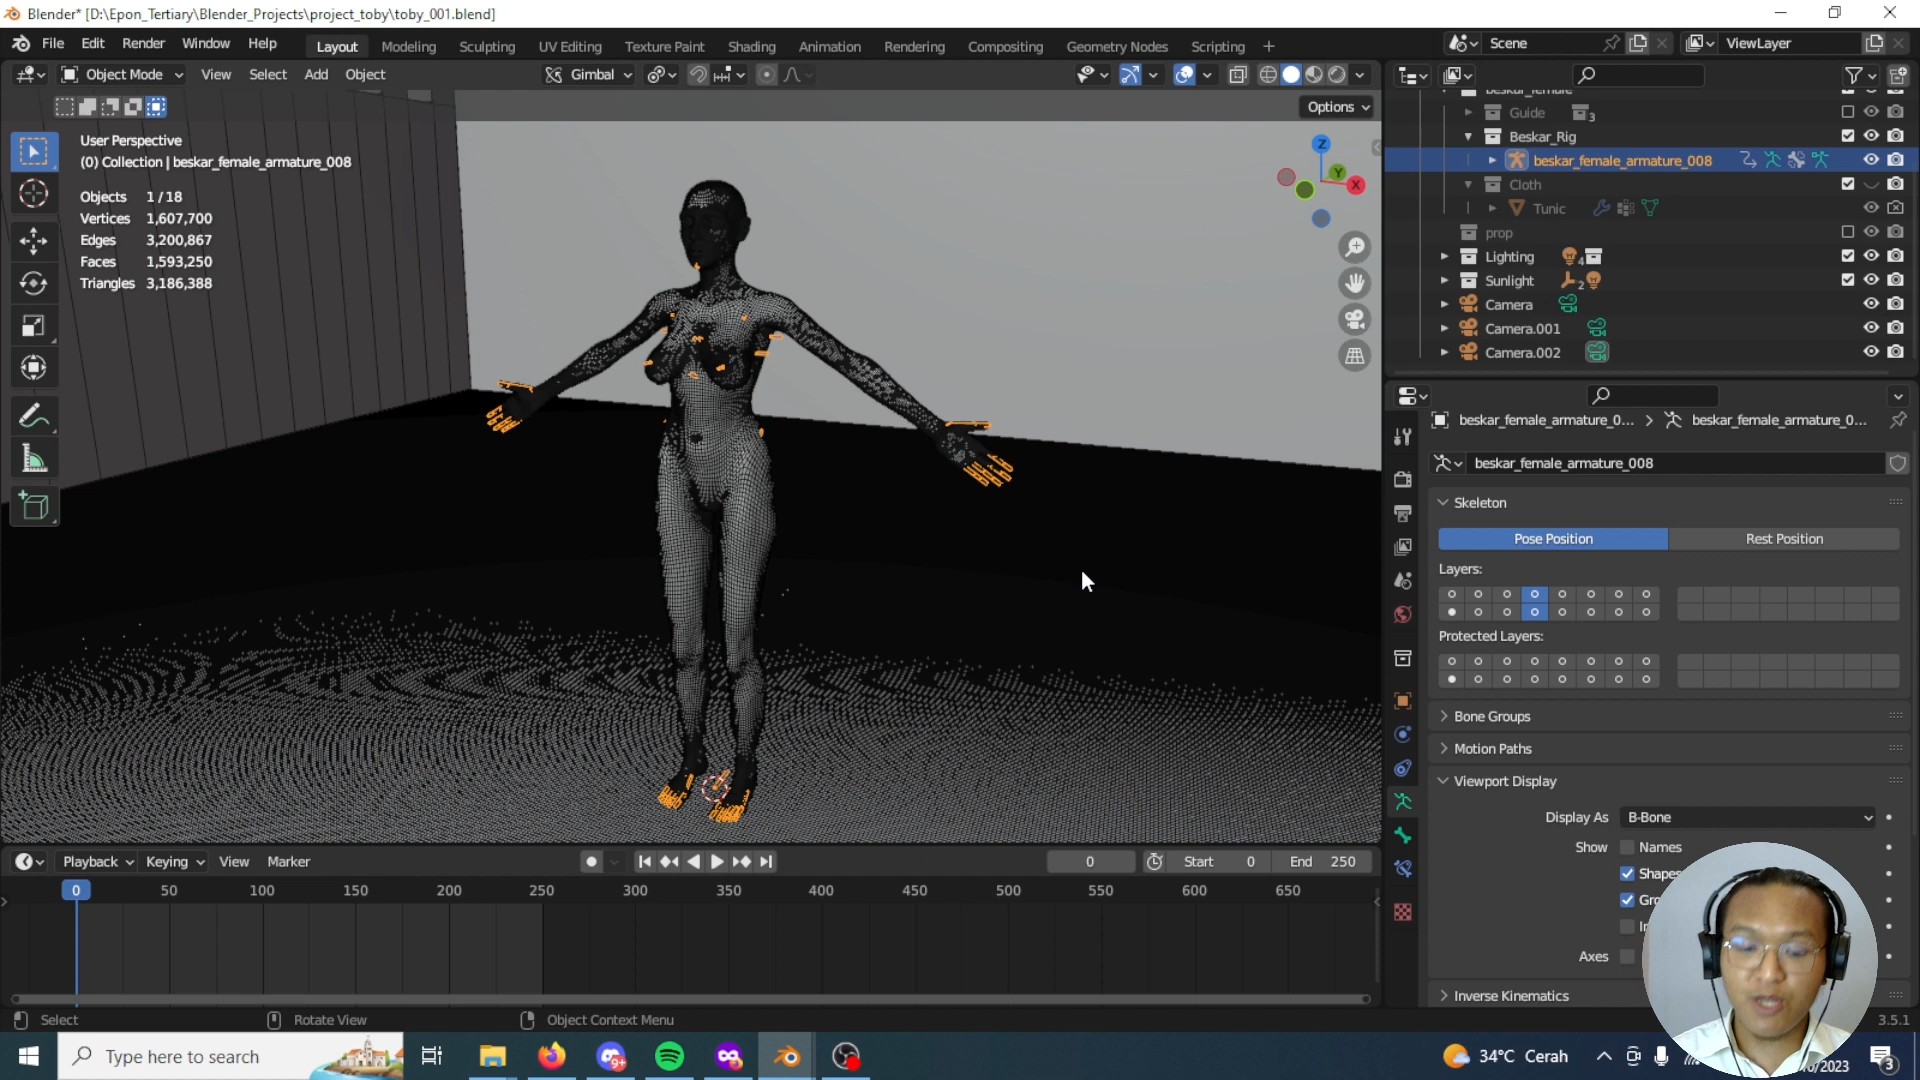 Blender* [D:\Epon_Tertiary\Blender_Projects\project_toby\toby_001.blend]
File Edit Render Window Help Layout Modeling Sculpting UV Editing Texture Paint Shading Animation Rendering Compositing Geometry Nodes Scripting +
Scene ViewLayer
Object Mode View Select Add Object Gimbal
Options
User Perspective
(0) Collection | beskar_female_armature_008
Objects 1 / 18
Vertices 1,607,700
Edges 3,200,867
Faces 1,593,250
Triangles 3,186,388
Z
Y
X
beskar_female
Guide 3
Beskar_Rig
beskar_female_armature_008
Cloth
Tunic
prop
Lighting 4
Sunlight 2
Camera
Camera.001
Camera.002
beskar_female_armature_0... > beskar_female_armature_0...
beskar_female_armature_008
Skeleton
Pose Position Rest Position
Layers:
Protected Layers:
Bone Groups
Motion Paths
Viewport Display
Display As B-Bone
Show Names
Shapes
Axes
Inverse Kinematics
3.5.1
Playback Keying View Marker
0 Start 0 End 250
0 50 100 150 200 250 300 350 400 450 500 550 600 650
Select Rotate View Object Context Menu
Type here to search
9+
34°C Cerah
/2023
3